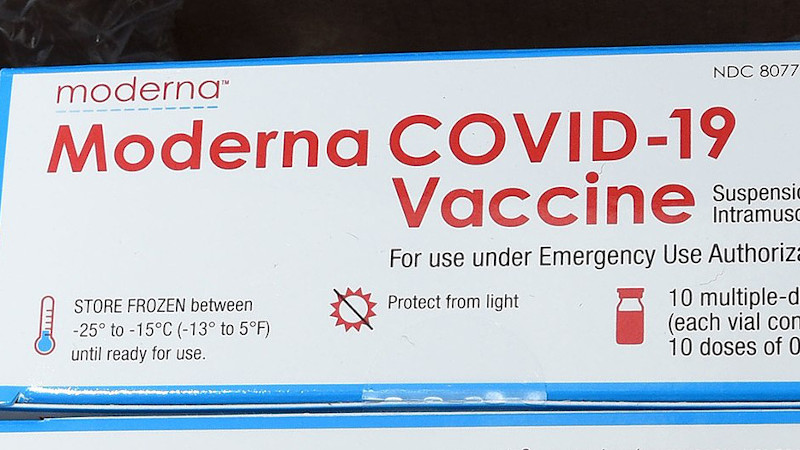 moderna™
NDC 8077
Moderna COVID-19
Vaccine
Suspensio
Intramusc
For use under Emergency Use Authoriza
STORE FROZEN between
-25° to -15°C (-13° to 5°F)
until ready for use.
Protect from light
10 multiple-d
(each vial con
10 doses of 0